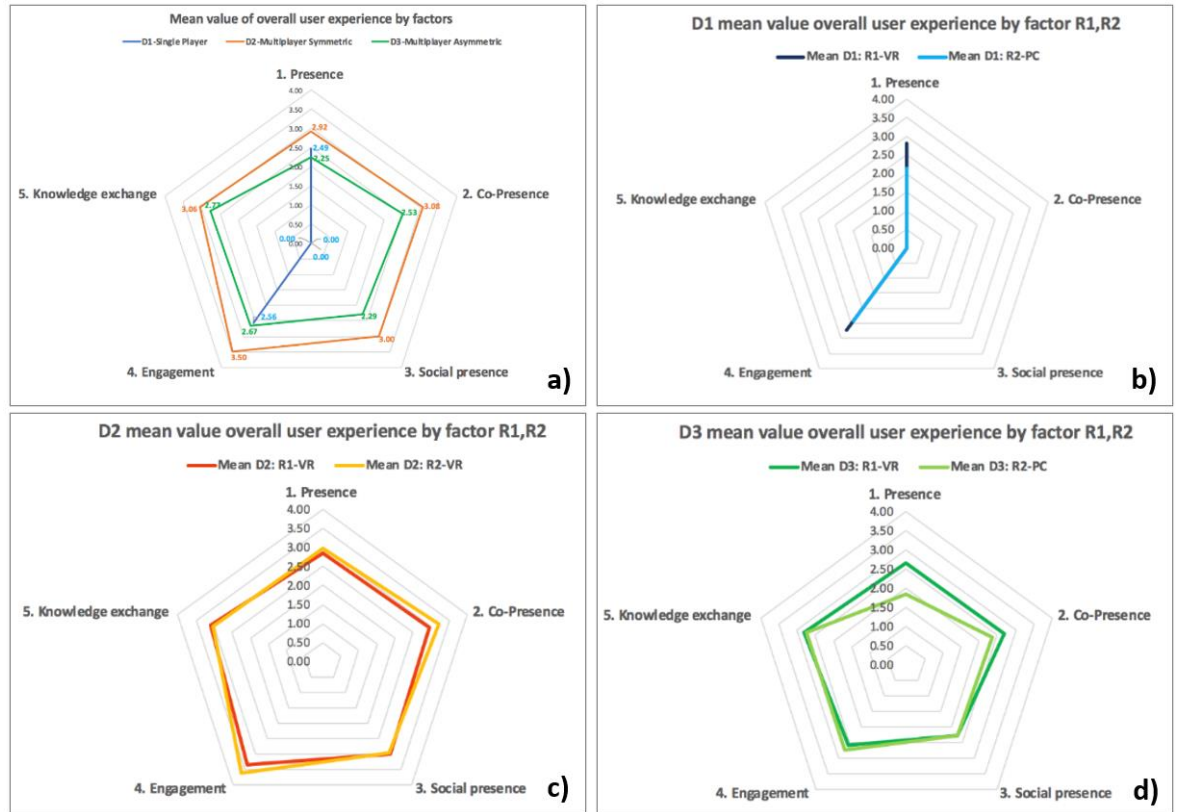 Mean value of overall user experience by factors
D1-Single Player D2-Multiplayer Symmetric D3-Multiplayer Asymmetric
1. Presence
4.00
3.50
3.00
2.92
2.50
2.49
2.25
2.00
1.50
1.00
0.50
0.00
5. Knowledge exchange
2. Co-Presence
3.06
2.77
2.53
3.08
0.00
0.00
0.00
2.56
2.67
2.29
3.00
3.50
4. Engagement
3. Social presence
a)
D1 mean value overall user experience by factor R1,R2
Mean D1: R1-VR Mean D1: R2-PC
1. Presence
4.00
3.50
3.00
2.50
2.00
1.50
1.00
0.50
0.00
5. Knowledge exchange
2. Co-Presence
4. Engagement
3. Social presence
b)
D2 mean value overall user experience by factor R1,R2
Mean D2: R1-VR Mean D2: R2-VR
1. Presence
4.00
3.50
3.00
2.50
2.00
1.50
1.00
0.50
0.00
5. Knowledge exchange
2. Co-Presence
4. Engagement
3. Social presence
c)
D3 mean value overall user experience by factor R1,R2
Mean D3: R1-VR Mean D3: R2-PC
1. Presence
4.00
3.50
3.00
2.50
2.00
1.50
1.00
0.50
0.00
5. Knowledge exchange
2. Co-Presence
4. Engagement
3. Social presence
d)